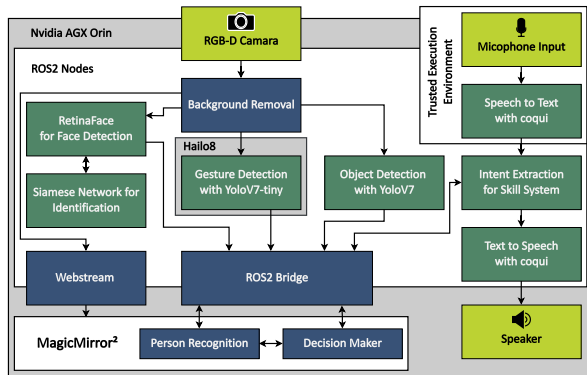 Nvidia AGX Orin
RGB-D Camara
Micophone Input
Trusted Execution
Environment
ROS2 Nodes
Background Removal
Speech to Text
with coqui
RetinaFace
for Face Detection
Hailo8
Gesture Detection
with YoloV7-tiny
Object Detection
with YoloV7
Intent Extraction
for Skill System
Siamese Network for
Identification
Text to Speech
with coqui
Webstream
ROS2 Bridge
MagicMirror²
Person Recognition
Decision Maker
Speaker